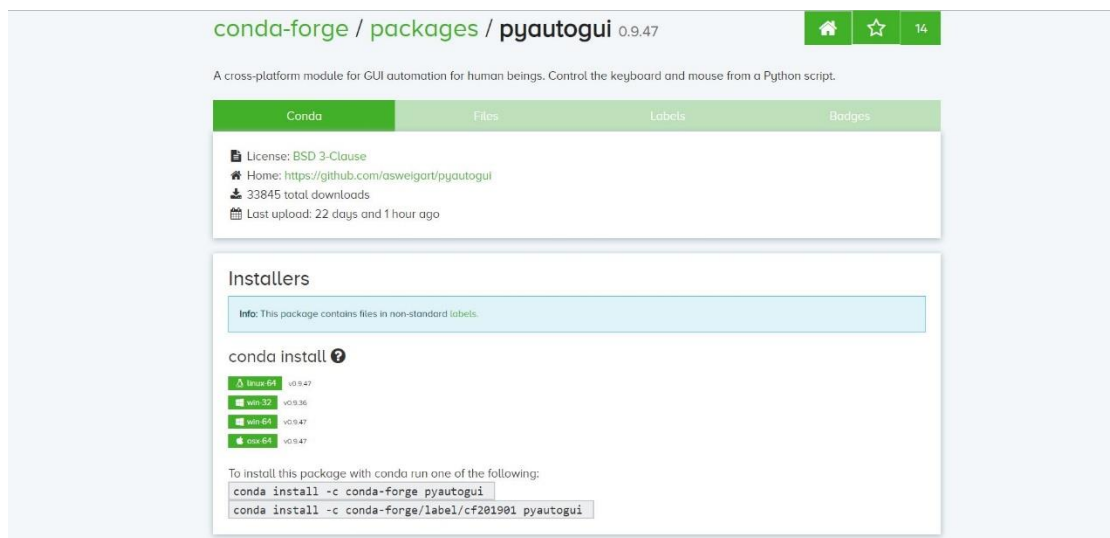 conda-forge / packages / pyautogui 0.9.47
14
A cross-platform module for GUI automation for human beings. Control the keyboard and mouse from a Python script.
Conda Files Labels Badges
License: BSD 3-Clause
Home: https://github.com/asweigart/pyautogui
33845 total downloads
Last upload: 22 days and 1 hour ago
Installers
Info: This package contains files in non-standard labels.
conda install ?
linux-64 v0.9.47
win-32 v0.9.36
win-64 v0.9.47
osx-64 v0.9.47
To install this package with conda run one of the following:
conda install -c conda-forge pyautogui
conda install -c conda-forge/label/cf201901 pyautogui